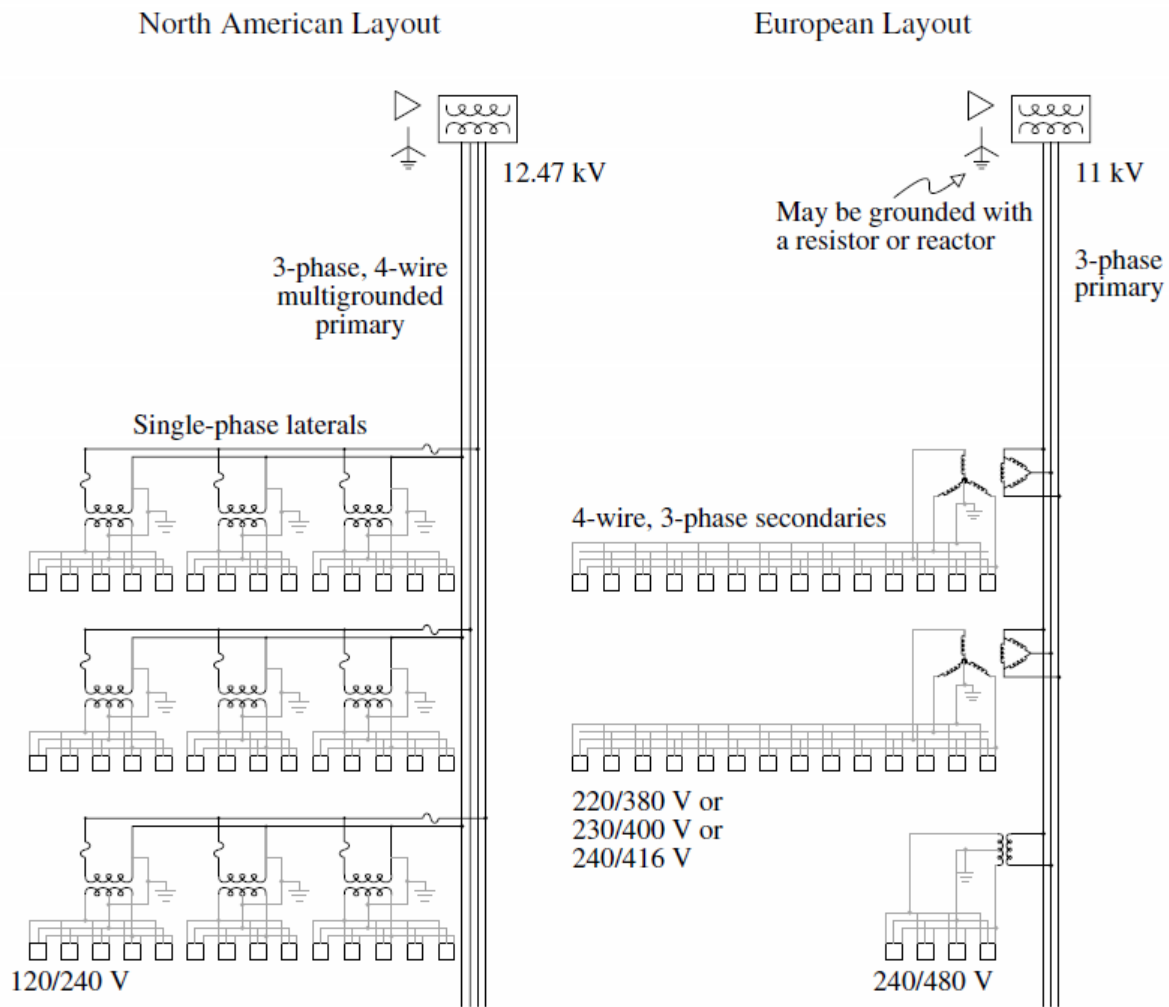 North American Layout
European Layout
12.47 kV
11 kV
May be grounded with
a resistor or reactor
3-phase, 4-wire
multigrounded
primary
3-phase
primary
Single-phase laterals
4-wire, 3-phase secondaries
220/380 V or
230/400 V or
240/416 V
120/240 V
240/480 V